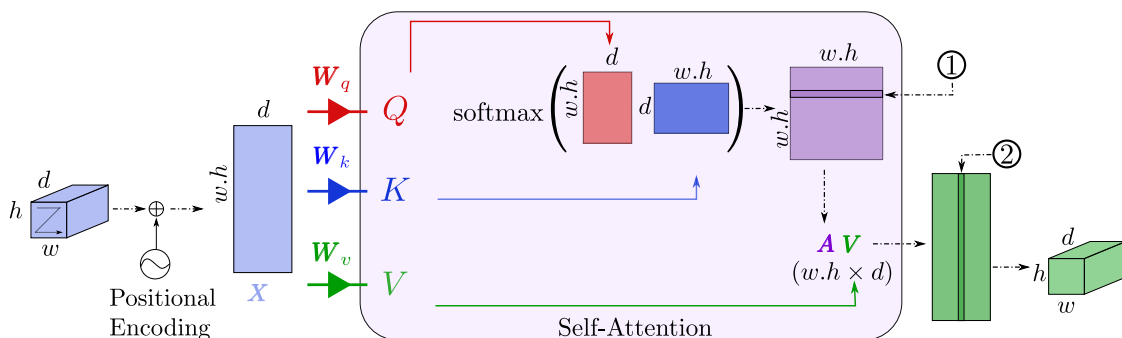 d
h
w
Positional
Encoding
d
w.h
X
W_q
W_k
W_v
Q
K
V
softmax
d
w.h
w.h
d
w.h
w.h
1
A V
(w.h × d)
Self-Attention
2
d
h
w